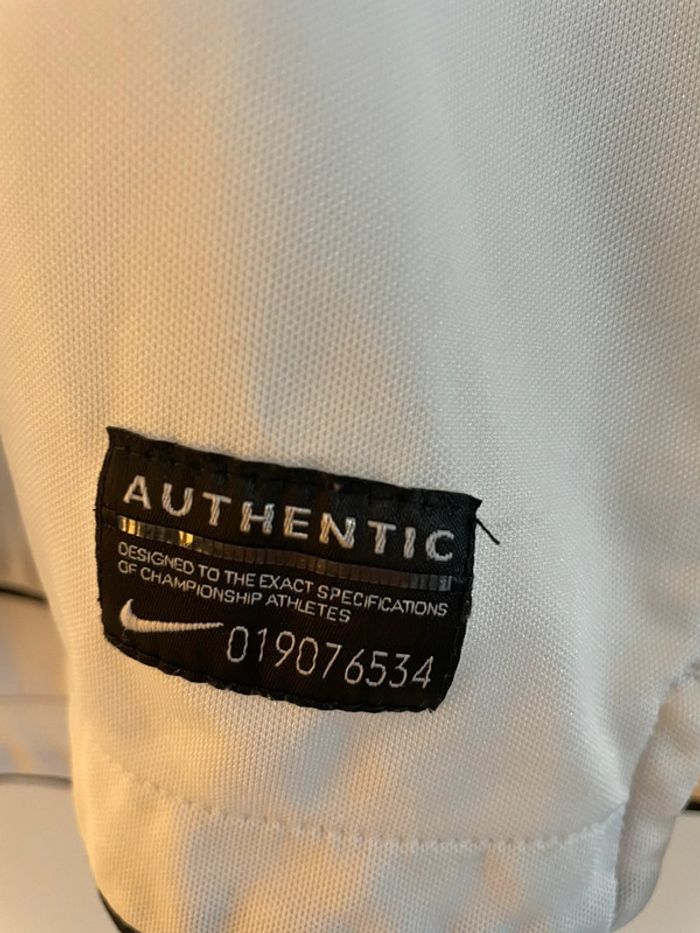 AUTHENTIC
DESIGNED TO THE EXACT SPECIFICATIONS
OF CHAMPIONSHIP ATHLETES
019076534